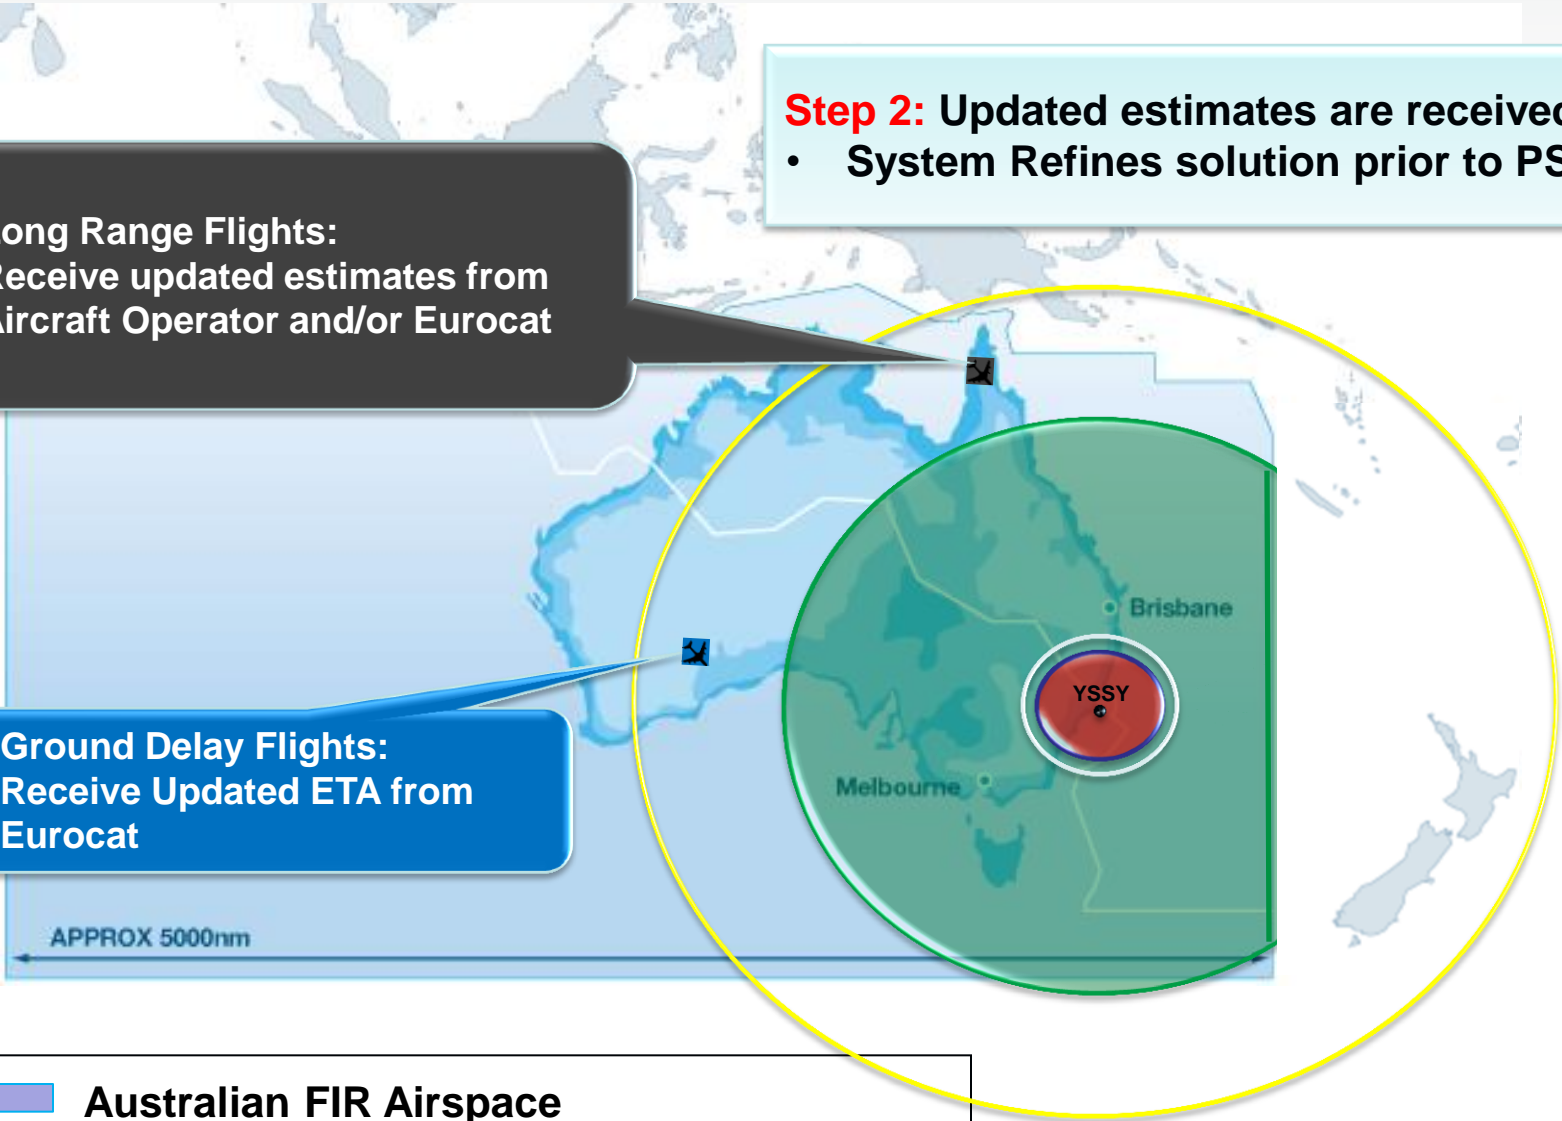 Step 2: Updated estimates are received
• System Refines solution prior to PS
ong Range Flights:
Receive updated estimates from
Aircraft Operator and/or Eurocat
Brisbane
YSSY
Melbourne
Ground Delay Flights:
Receive Updated ETA from
Eurocat
APPROX 5000nm
Australian FIR Airspace